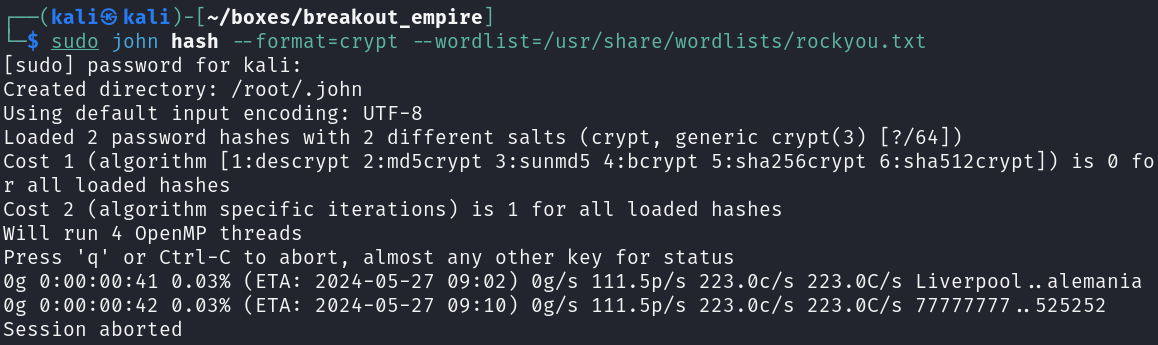 ┌──(kali㉿kali)-[~/boxes/breakout_empire]
└─$ sudo john hash --format=crypt --wordlist=/usr/share/wordlists/rockyou.txt
[sudo] password for kali:
Created directory: /root/.john
Using default input encoding: UTF-8
Loaded 2 password hashes with 2 different salts (crypt, generic crypt(3) [?/64])
Cost 1 (algorithm [1:descrypt 2:md5crypt 3:sunmd5 4:bcrypt 5:sha256crypt 6:sha512crypt]) is 0 fo
r all loaded hashes
Cost 2 (algorithm specific iterations) is 1 for all loaded hashes
Will run 4 OpenMP threads
Press 'q' or Ctrl-C to abort, almost any other key for status
0g 0:00:00:41 0.03% (ETA: 2024-05-27 09:02) 0g/s 111.5p/s 223.0c/s 223.0C/s Liverpool..alemania
0g 0:00:00:42 0.03% (ETA: 2024-05-27 09:10) 0g/s 111.5p/s 223.0c/s 223.0C/s 77777777..525252
Session aborted